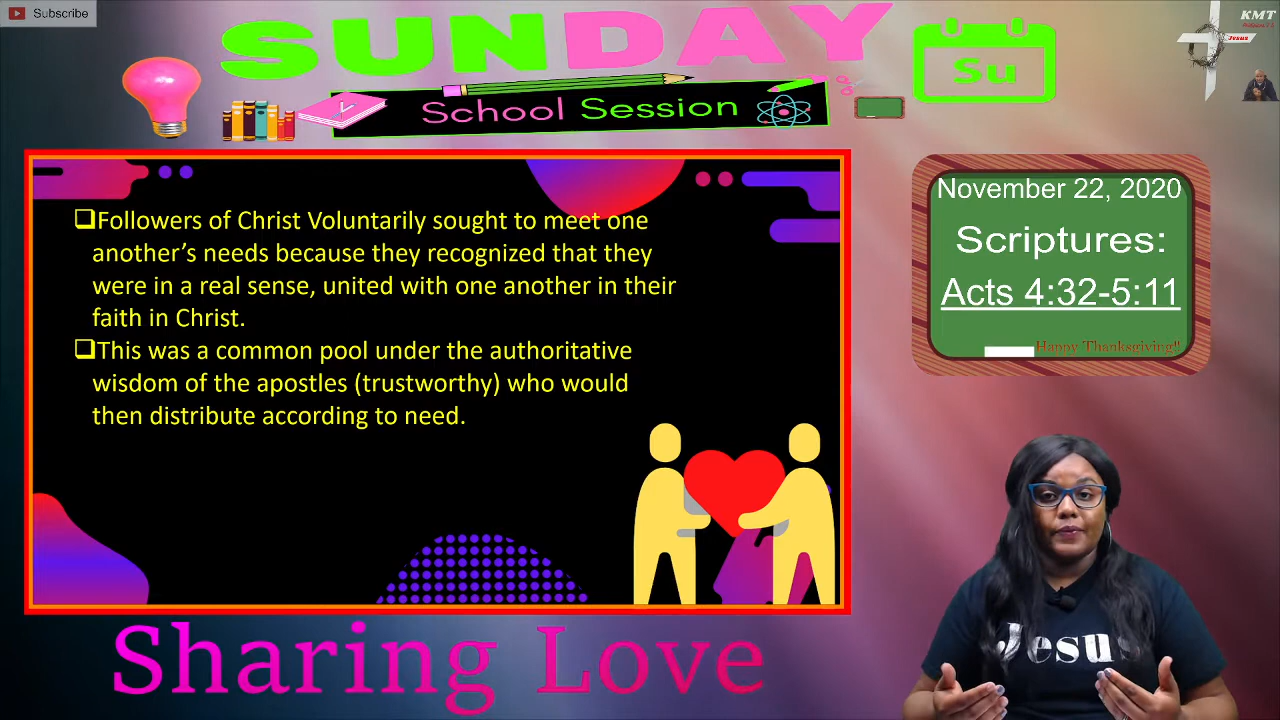 Subscribe
SUNDAY
School Session
Su
KMT
Jesus
❑Followers of Christ Voluntarily sought to meet one
another’s needs because they recognized that they
were in a real sense, united with one another in their
faith in Christ.
❑This was a common pool under the authoritative
wisdom of the apostles (trustworthy) who would
then distribute according to need.
November 22, 2020
Scriptures:
Acts 4:32-5:11
Happy Thanksgiving!!
Jesus
Sharing Love